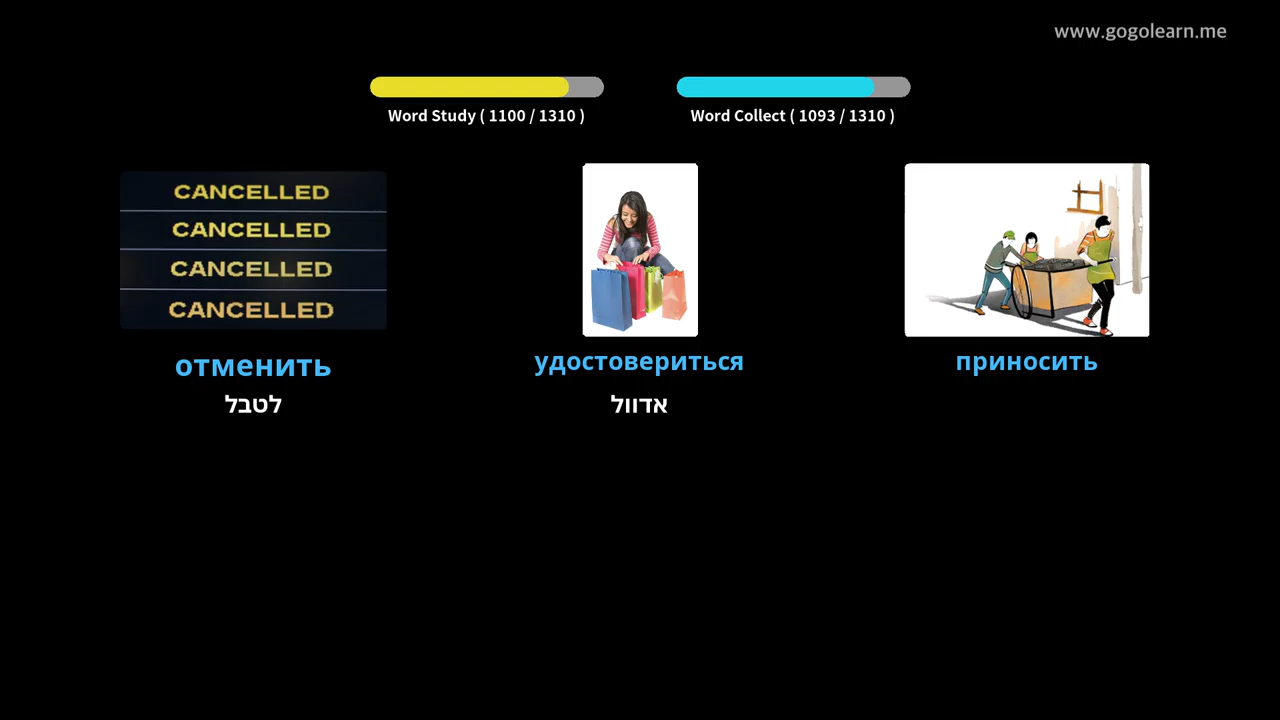 www.gogolearn.me
Word Study ( 1100 / 1310 )
Word Collect ( 1093 / 1310 )
CANCELLED
CANCELLED
CANCELLED
CANCELLED
отменить
удостовериться
приносить
לטבל
אדוול